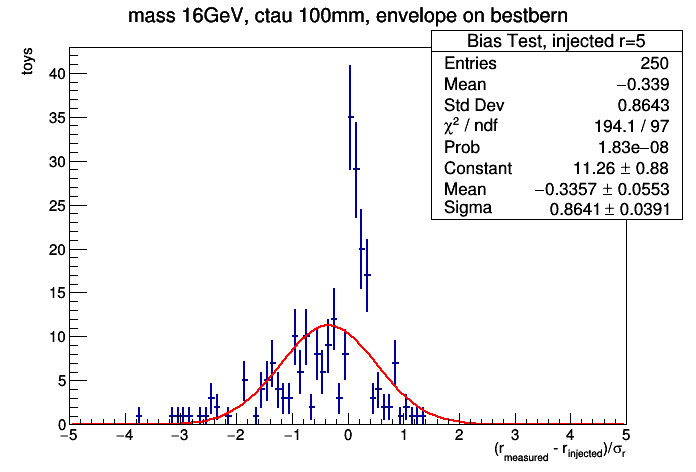 mass 16GeV, ctau 100mm, envelope on bestbern
Bias Test, injected r=5
Entries 250
Mean −0.339
Std Dev 0.8643
χ² / ndf 194.1 / 97
Prob 1.83e−08
Constant 11.26 ± 0.88
Mean −0.3357 ± 0.0553
Sigma 0.8641 ± 0.0391
toys
40
35
30
25
20
15
10
5
0
−5 −4 −3 −2 −1 0 1 2 3 4 5
(r_measured - r_injected)/σ_r